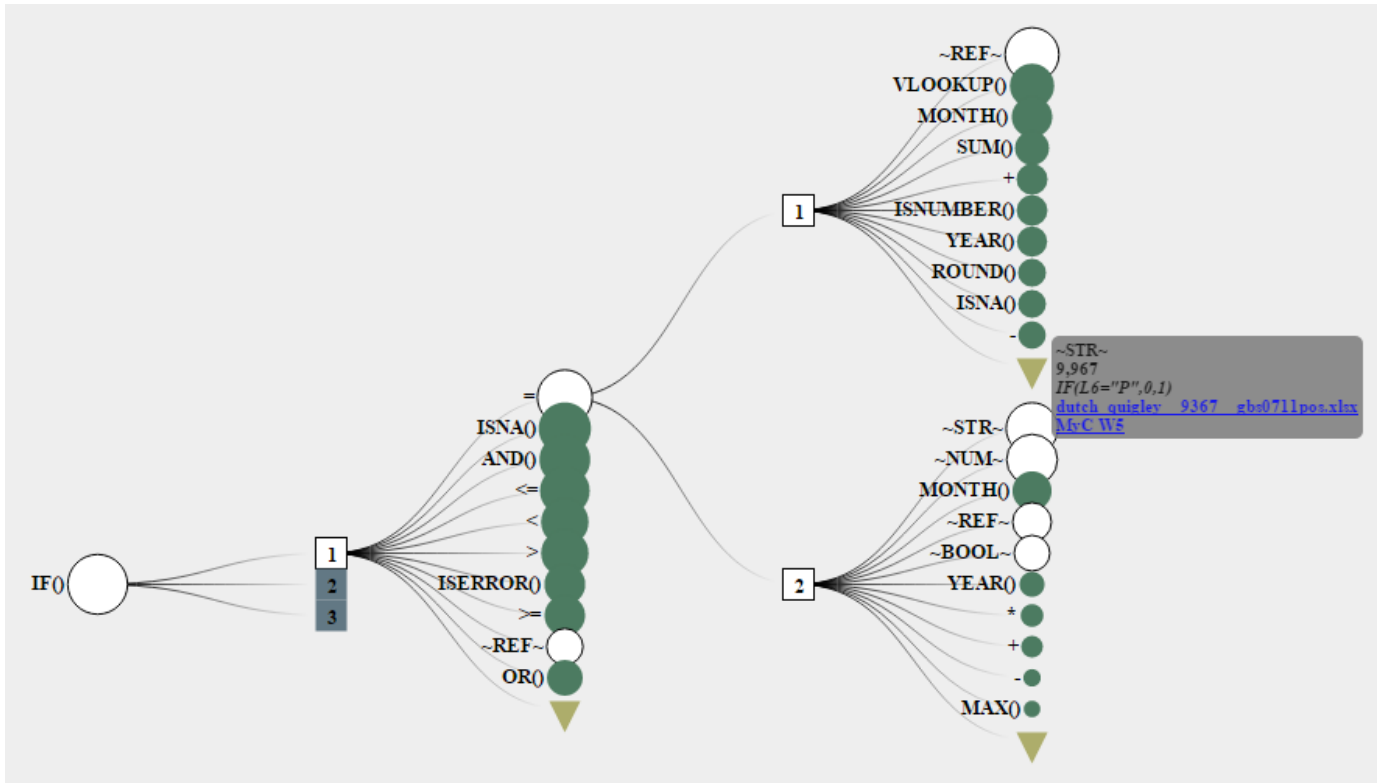 IF()
1
2
3
=
ISNA()
AND()
<=
<
>
ISERROR()
>=
~REF~
OR()
1
~REF~
VLOOKUP()
MONTH()
SUM()
+
ISNUMBER()
YEAR()
ROUND()
ISNA()
-
~STR~
9,967
IF(L6="P",0,1)
dutch_quigley__9367__gbs0711pos.xlsx
MyC W5
2
~STR~
~NUM~
MONTH()
~REF~
~BOOL~
YEAR()
*
+
-
MAX()